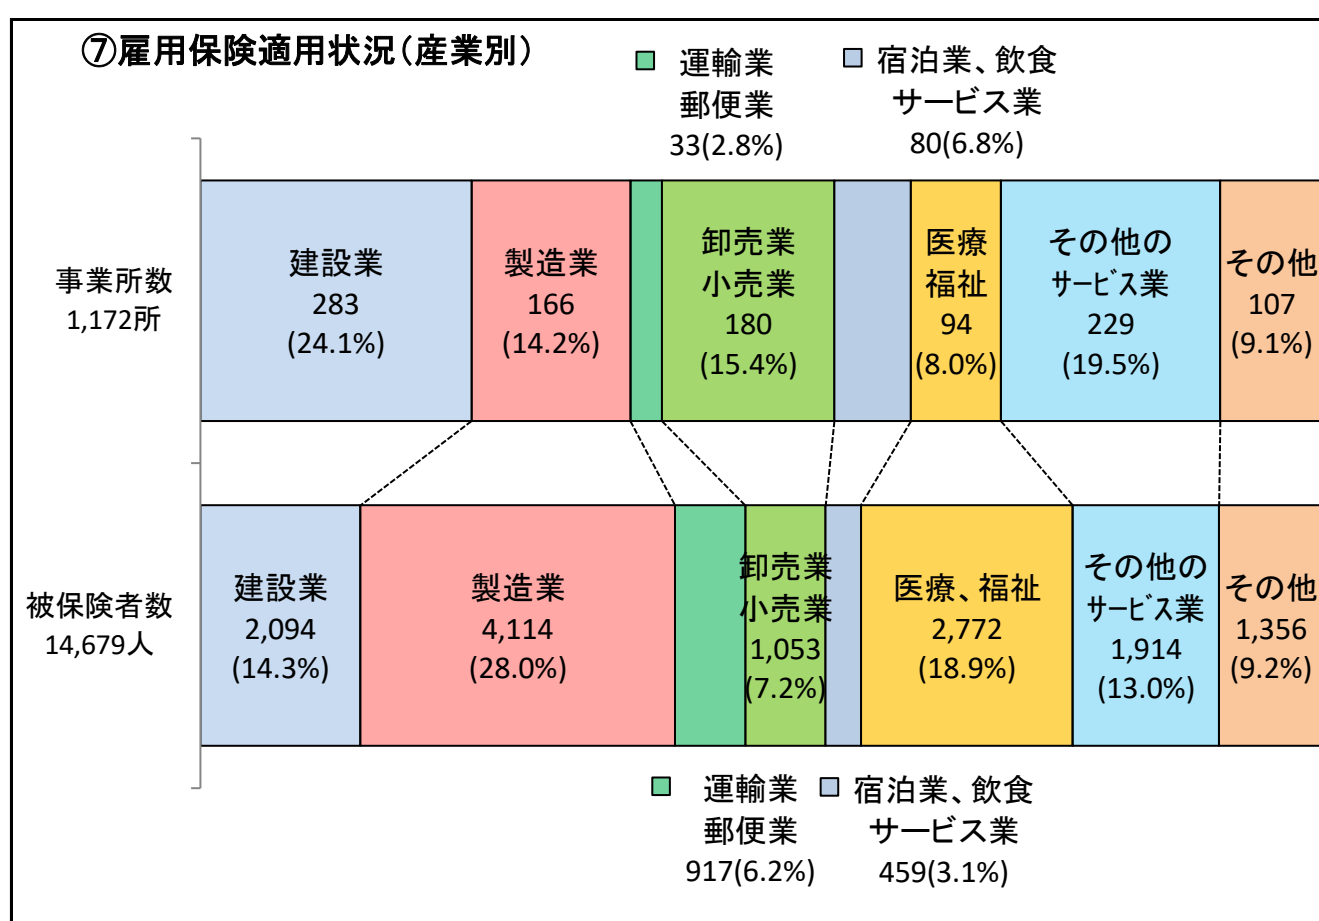 ⑦雇用保険適用状況(産業別)
運輸業
郵便業
33(2.8%)
宿泊業、飲食
サービス業
80(6.8%)
事業所数
1,172所
建設業
283
(24.1%)
製造業
166
(14.2%)
卸売業
小売業
180
(15.4%)
医療
福祉
94
(8.0%)
その他の
ｻｰﾋﾞｽ業
229
(19.5%)
その他
107
(9.1%)
被保険者数
14,679人
建設業
2,094
(14.3%)
製造業
4,114
(28.0%)
卸売業
小売業
1,053
(7.2%)
医療、福祉
2,772
(18.9%)
その他の
ｻｰﾋﾞｽ業
1,914
(13.0%)
その他
1,356
(9.2%)
運輸業
郵便業
917(6.2%)
宿泊業、飲食
サービス業
459(3.1%)